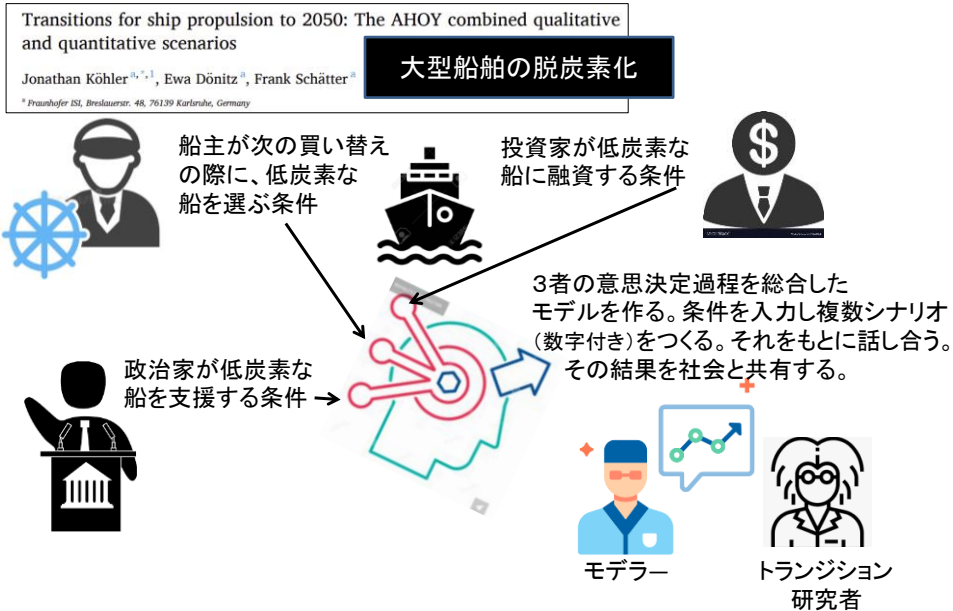 Transitions for ship propulsion to 2050: The AHOY combined qualitative
and quantitative scenarios
Jonathan Köhler a,*,1, Ewa Dönitz a, Frank Schätter a
a Fraunhofer ISI, Breslauerstr. 48, 76139 Karlsruhe, Germany
大型船舶の脱炭素化
船主が次の買い替え
の際に、低炭素な
船を選ぶ条件
投資家が低炭素な
船に融資する条件
$
3者の意思決定過程を総合した
モデルを作る。条件を入力し複数シナリオ
(数字付き)をつくる。それをもとに話し合う。
その結果を社会と共有する。
政治家が低炭素な
船を支援する条件
モデラー
トランジション
研究者